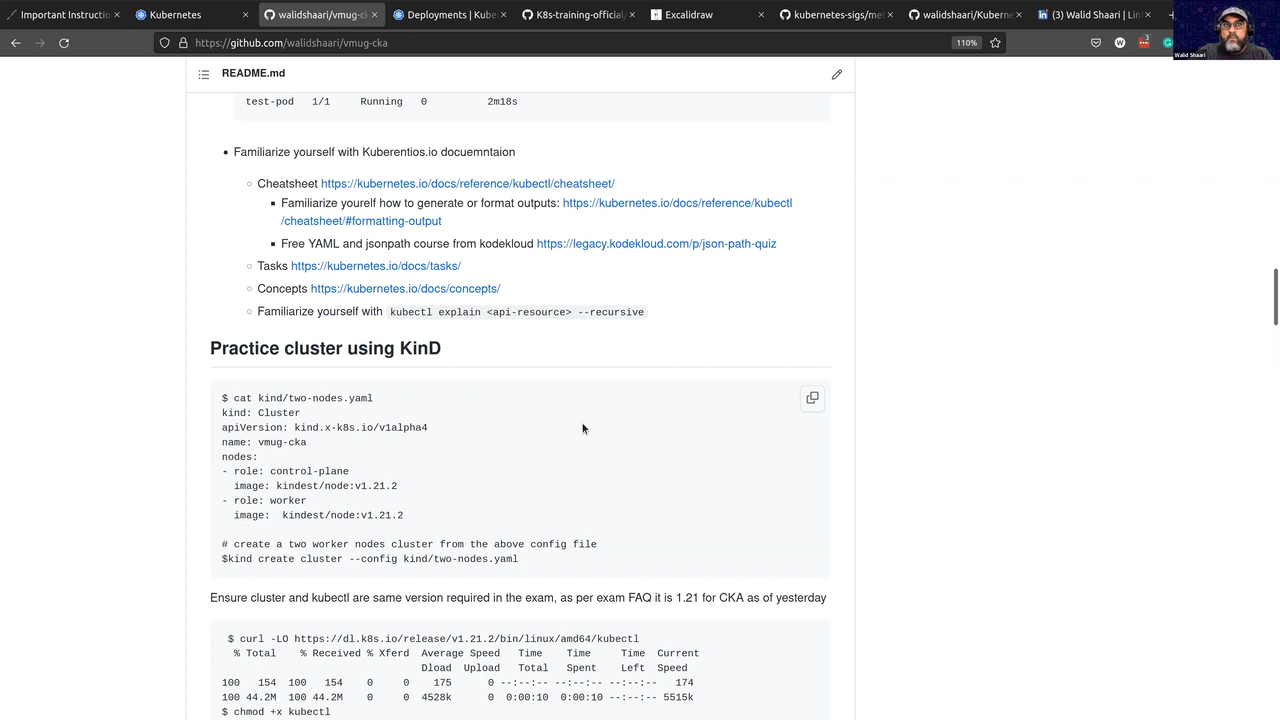 Important Instructio
Kubernetes
walidshaari/vmug-ck
Deployments | Kube
K8s-training-official/
Excalidraw
kubernetes-sigs/me
walidshaari/Kubern
(3) Walid Shaari | Lin
https://github.com/walidshaari/vmug-cka
110%
Walid Shaari
README.md
test-pod 1/1 Running 0 2m18s
• Familiarize yourself with Kuberentios.io docuemntaion
Cheatsheet https://kubernetes.io/docs/reference/kubectl/cheatsheet/
Familiarize yourelf how to generate or format outputs: https://kubernetes.io/docs/reference/kubectl
/cheatsheet/#formatting-output
Free YAML and jsonpath course from kodekloud https://legacy.kodekloud.com/p/json-path-quiz
Tasks https://kubernetes.io/docs/tasks/
Concepts https://kubernetes.io/docs/concepts/
Familiarize yourself with kubectl explain <api-resource> --recursive
Practice cluster using KinD
$ cat kind/two-nodes.yaml
kind: Cluster
apiVersion: kind.x-k8s.io/v1alpha4
name: vmug-cka
nodes:
- role: control-plane
image: kindest/node:v1.21.2
- role: worker
image:  kindest/node:v1.21.2
# create a two worker nodes cluster from the above config file
$kind create cluster --config kind/two-nodes.yaml
Ensure cluster and kubectl are same version required in the exam, as per exam FAQ it is 1.21 for CKA as of yesterday
$ curl -LO https://dl.k8s.io/release/v1.21.2/bin/linux/amd64/kubectl
% Total % Received % Xferd Average Speed Time Time Time Current
Dload Upload Total Spent Left Speed
100 154 100 154 0 0 175 0 --:--:-- --:--:-- --:--:-- 174
100 44.2M 100 44.2M 0 0 4528k 0 0:00:10 0:00:10 --:--:-- 5515k
$ chmod +x kubectl